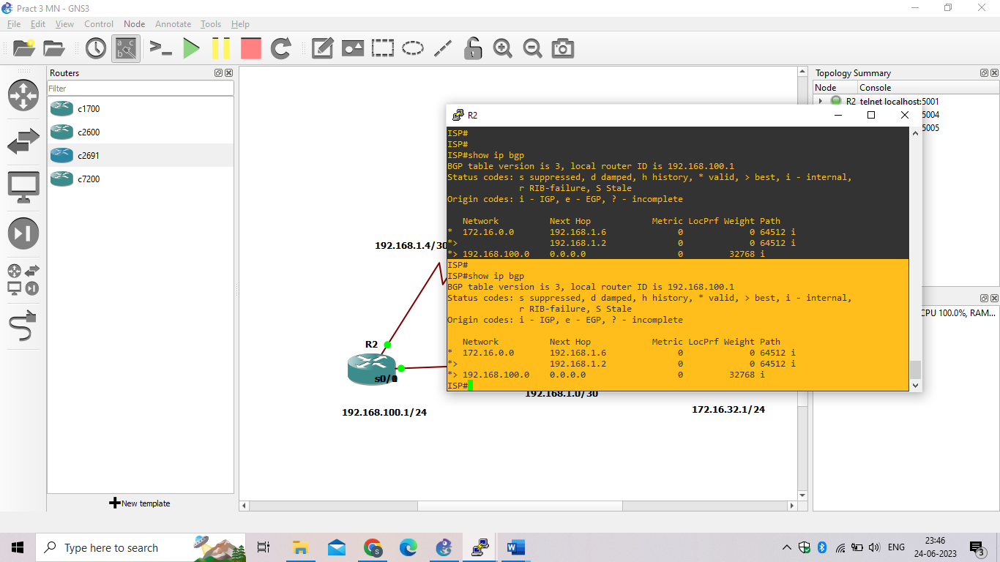 Pract 3 MN - GNS3
File Edit View Control Node Annotate Tools Help
Routers
Filter
c1700
c2600
c2691
c7200
New template
192.168.1.4/30
R2
s0/0
192.168.100.1/24
192.168.1.0/30
172.16.32.1/24
R2
ISP#
ISP#
ISP#show ip bgp
BGP table version is 3, local router ID is 192.168.100.1
Status codes: s suppressed, d damped, h history, * valid, > best, i - internal,
r RIB-failure, S Stale
Origin codes: i - IGP, e - EGP, ? - incomplete
Network Next Hop Metric LocPrf Weight Path
* 172.16.0.0 192.168.1.6 0 0 64512 i
*> 192.168.1.2 0 0 64512 i
*> 192.168.100.0 0.0.0.0 0 32768 i
ISP#
ISP#show ip bgp
BGP table version is 3, local router ID is 192.168.100.1
Status codes: s suppressed, d damped, h history, * valid, > best, i - internal,
r RIB-failure, S Stale
Origin codes: i - IGP, e - EGP, ? - incomplete
Network Next Hop Metric LocPrf Weight Path
* 172.16.0.0 192.168.1.6 0 0 64512 i
*> 192.168.1.2 0 0 64512 i
*> 192.168.100.0 0.0.0.0 0 32768 i
ISP#
Topology Summary
Node Console
R2 telnet localhost:5001
5004
5005
CPU 100.0%, RAM...
Type here to search
ENG
23:46
24-06-2023
3